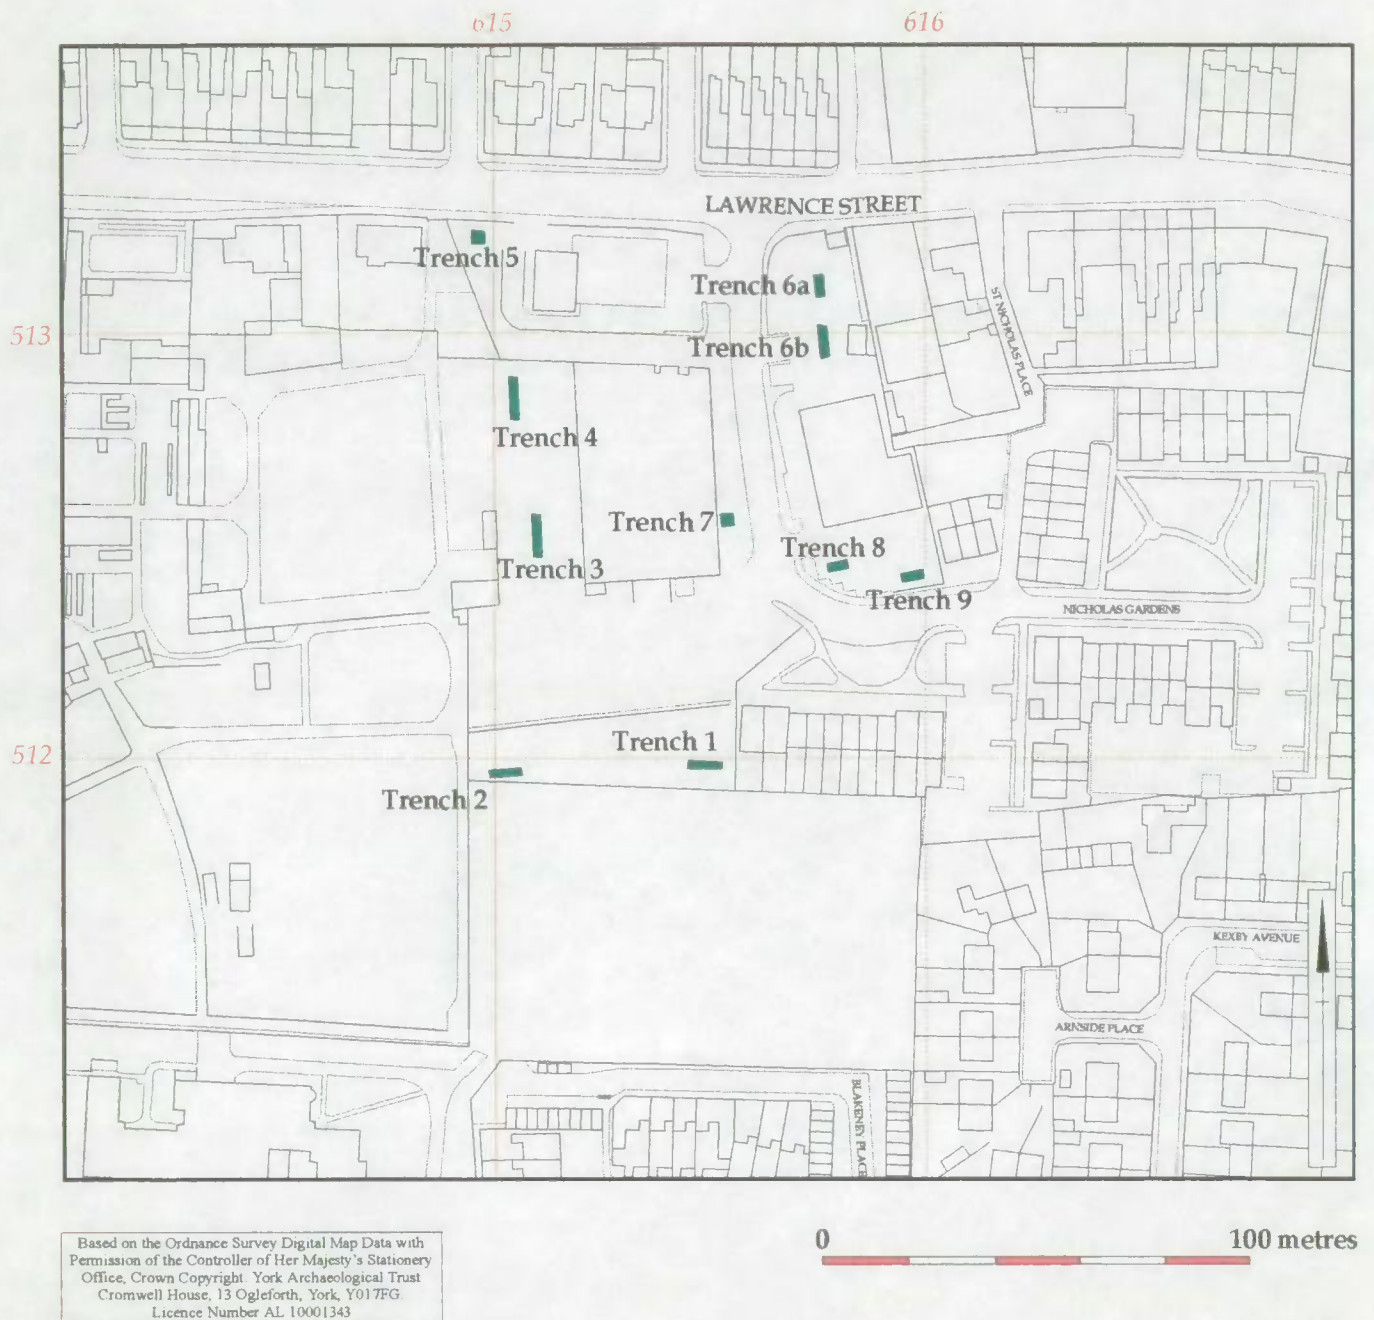 615
616
LAWRENCE STREET
Trench 5
Trench 6a
513
Trench 6b
ST NICHOLAS PLACE
Trench 4
Trench 7
Trench 8
Trench 3
Trench 9
NICHOLAS GARDENS
Trench 1
512
Trench 2
KEXBY AVENUE
ARNSIDE PLACE
BLAKENEY PLACE
0
100 metres
Based on the Ordnance Survey Digital Map Data with
Permission of the Controller of Her Majesty's Stationery
Office, Crown Copyright. York Archaeological Trust
Cromwell House, 13 Ogleforth, York, YO17FG.
Licence Number AL 10001343